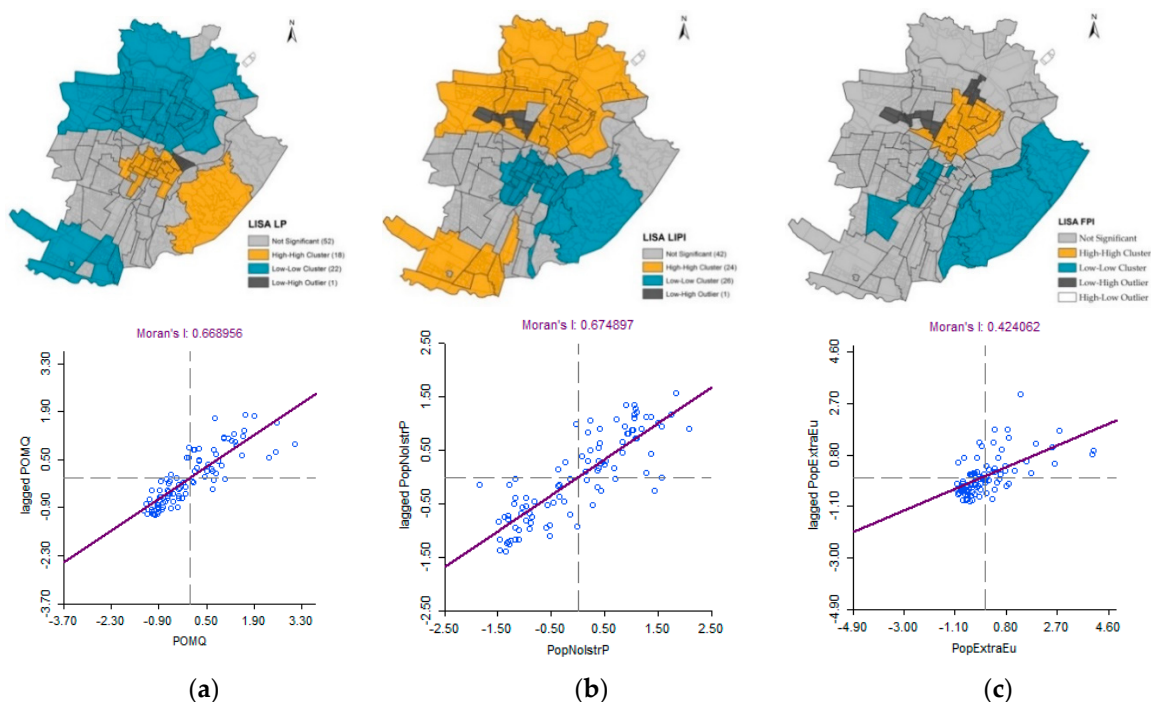 N
LISA LP
Not Significant (52)
High-High Cluster (18)
Low-Low Cluster (22)
Low-High Outlier (1)
N
LISA LIPI
Not Significant (42)
High-High Cluster (24)
Low-Low Cluster (26)
Low-High Outlier (1)
N
LISA FPI
Not Significant
High-High Cluster
Low-Low Cluster
Low-High Outlier
High-Low Outlier
Moran's I: 0.668956
lagged POMQ
3.30
1.90
0.50
-0.90
-2.30
-3.70
-3.70 -2.30 -0.90 0.50 1.90 3.30
POMQ
Moran's I: 0.674897
lagged PopNoIstrP
2.50
1.50
0.50
-0.50
-1.50
-2.50
-2.50 -1.50 -0.50 0.50 1.50 2.50
PopNoIstrP
Moran's I: 0.424062
lagged PopExtraEu
4.60
2.70
0.80
-1.10
-3.00
-4.90
-4.90 -3.00 -1.10 0.80 2.70 4.60
PopExtraEu
(a) (b) (c)